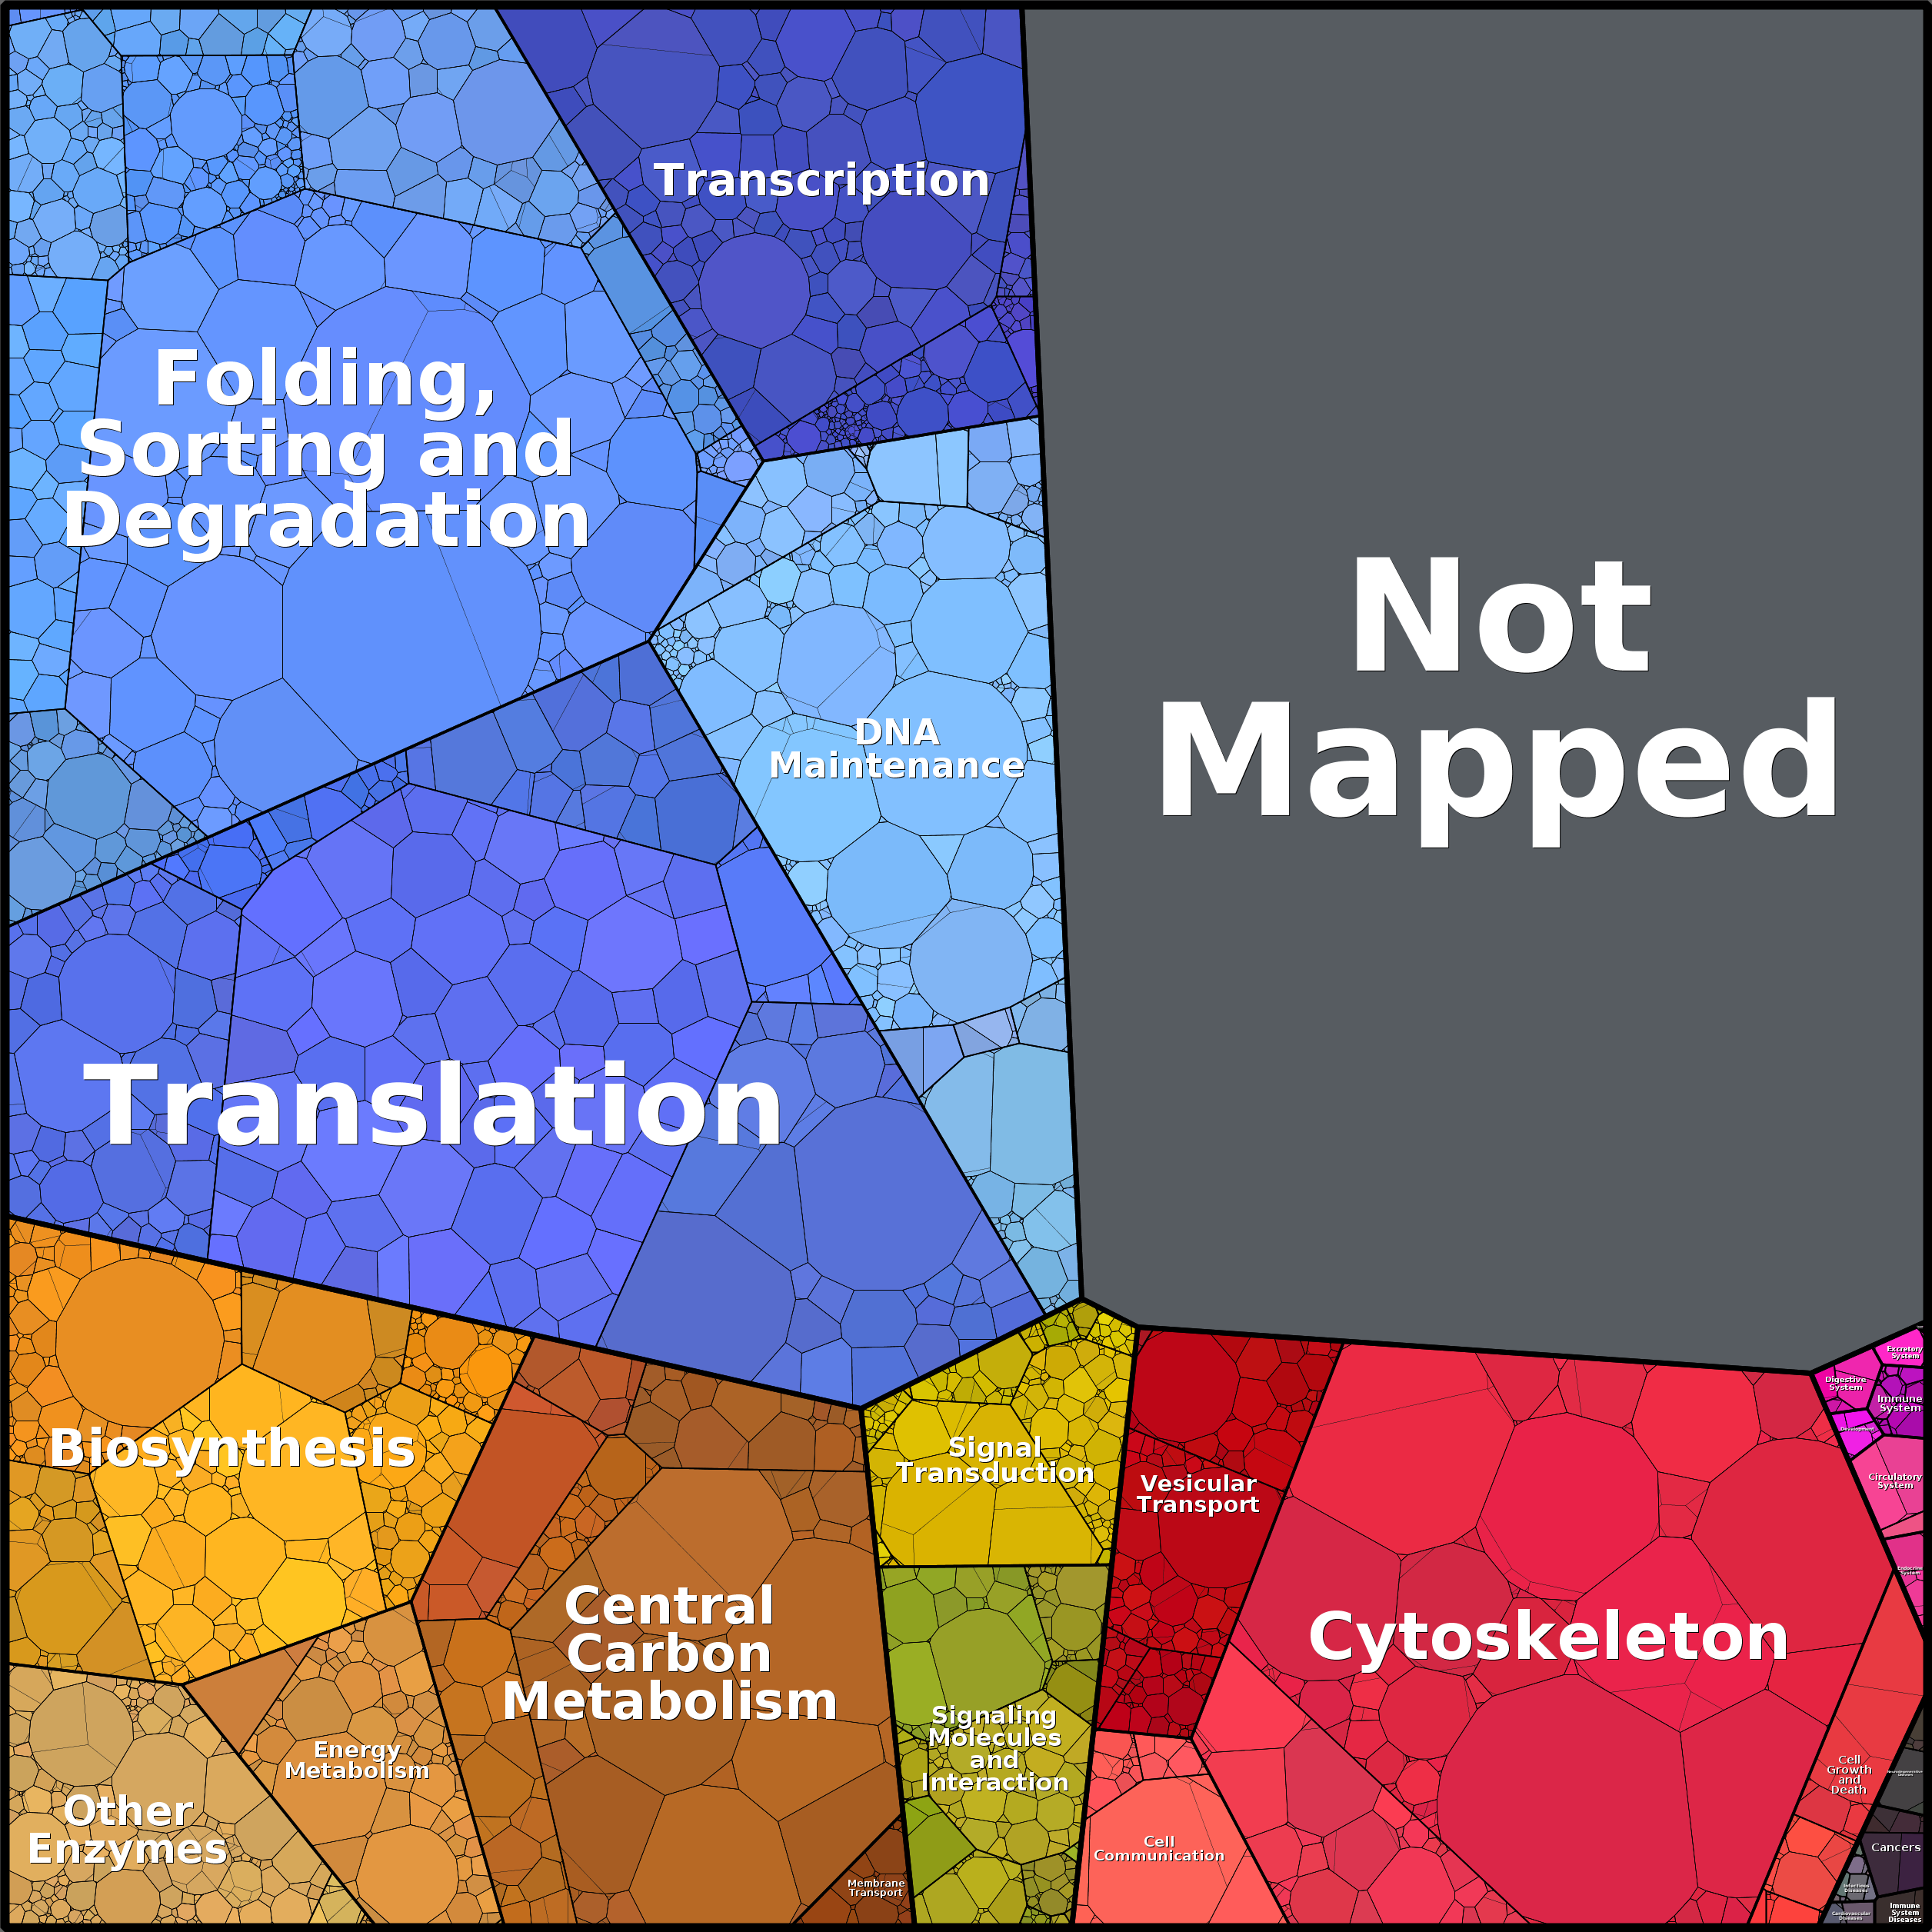 Transcription
Folding,
Sorting and
Degradation
Not
Mapped
DNA
Maintenance
Translation
Biosynthesis
Signal
Transduction
Vesicular
Transport
Cytoskeleton
Central
Carbon
Metabolism
Signaling
Molecules
and
Interaction
Energy
Metabolism
Other
Enzymes
Membrane
Transport
Cell
Communication
Cell
Growth
and
Death
Excretory
System
Digestive
System
Immune
System
Development
Circulatory
System
Endocrine
System
Cancers
Infectious
Diseases
Cardiovascular
Diseases
Immune
System
Diseases